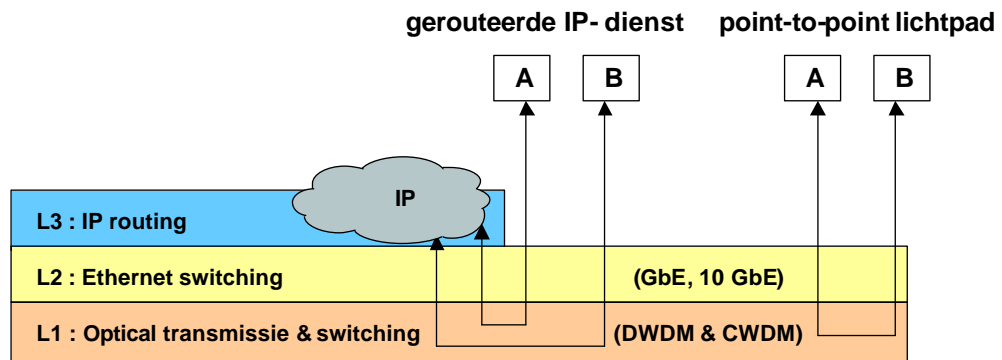 gerouteerde IP- dienst
point-to-point lichtpad
A
B
A
B
IP
L3 : IP routing
L2 : Ethernet switching
(GbE, 10 GbE)
L1 : Optical transmissie & switching
(DWDM & CWDM)